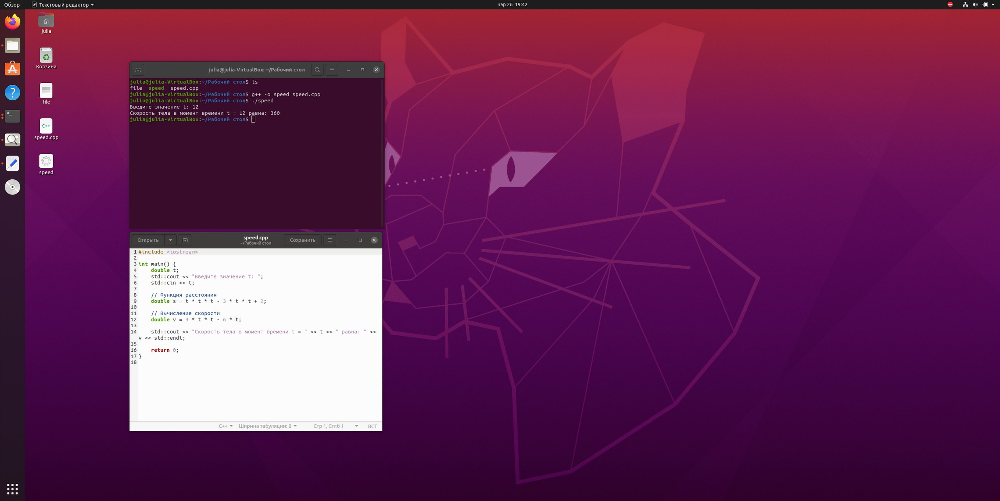 Обзор
Текстовый редактор
чэр 26 19:42
julia
Корзина
file
C++
speed.cpp
speed
julia@julia-VirtualBox: ~/Рабочий стол
julia@julia-VirtualBox:~/Рабочий стол$ ls
file speed speed.cpp
julia@julia-VirtualBox:~/Рабочий стол$ g++ -o speed speed.cpp
julia@julia-VirtualBox:~/Рабочий стол$ ./speed
Введите значение t: 12
Скорость тела в момент времени t = 12 равна: 360
julia@julia-VirtualBox:~/Рабочий стол$
Открыть
speed.cpp
~/Рабочий стол
Сохранить
1 #include <iostream>
2
3 int main() {
4     double t;
5     std::cout << "Введите значение t: ";
6     std::cin >> t;
7
8     // Функция расстояния
9     double s = t * t * t - 3 * t * t + 2;
10
11     // Вычисление скорости
12     double v = 3 * t * t - 6 * t;
13
14     std::cout << "Скорость тела в момент времени t = " << t << " равна: " <<
v << std::endl;
15
16     return 0;
17 }
18
C++ Ширина табуляции: 8 Стр 1, Стлб 1 ВСТ